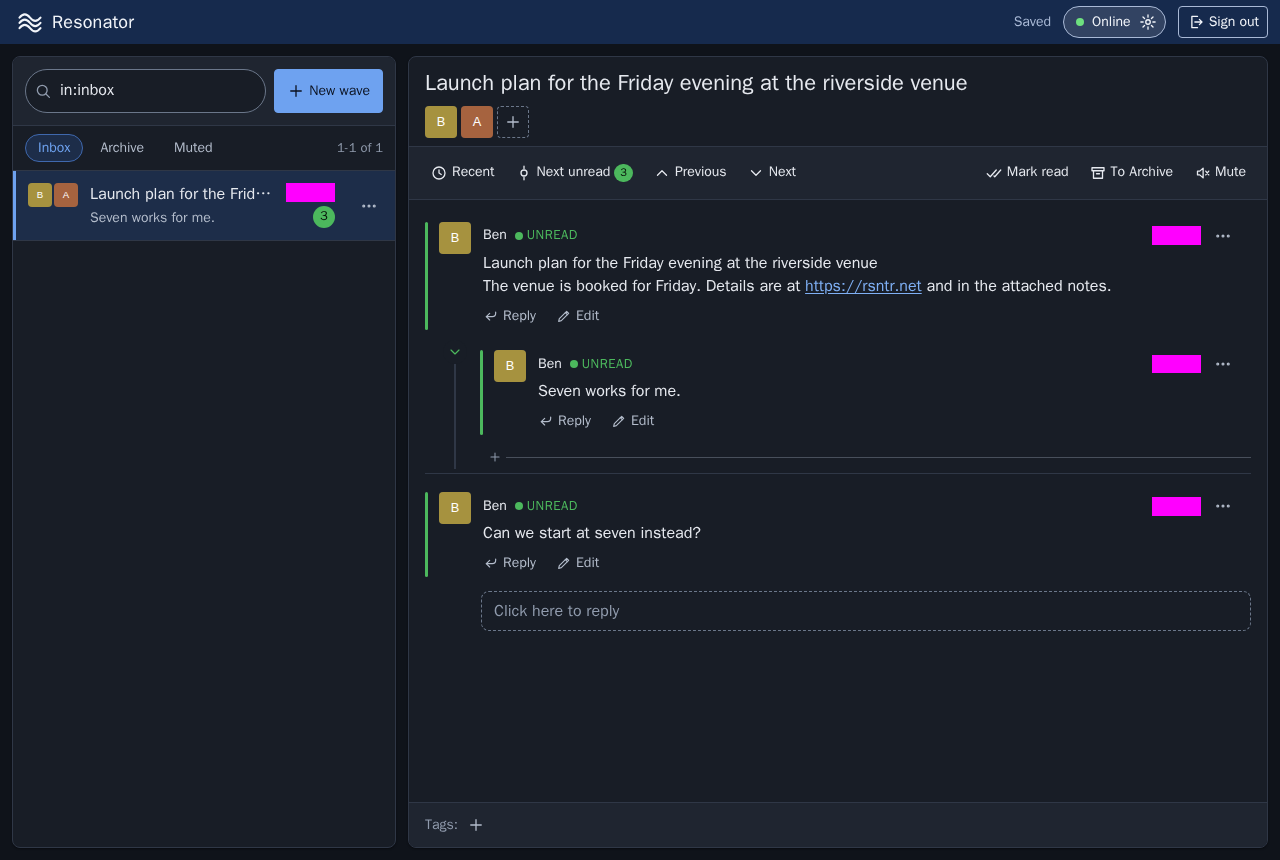 Resonator
Saved
Online
Sign out
in:inbox
New wave
Inbox
Archive
Muted
1-1 of 1
B
A
Launch plan for the Frid···
Seven works for me.
3
Launch plan for the Friday evening at the riverside venue
B
A
Recent
Next unread 3
Previous
Next
Mark read
To Archive
Mute
B
Ben
UNREAD
Launch plan for the Friday evening at the riverside venue
The venue is booked for Friday. Details are at https://rsntr.net and in the attached notes.
Reply
Edit
B
Ben
UNREAD
Seven works for me.
Reply
Edit
B
Ben
UNREAD
Can we start at seven instead?
Reply
Edit
Click here to reply
Tags: